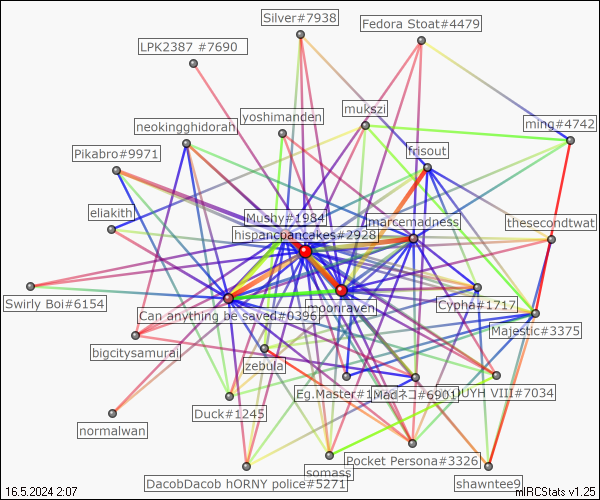 Silver#7938
Fedora Stoat#4479
LPK2387 #7690
mukszi
yoshimanden
neokingghidorah
ming#4742
Pikabro#9971
frisout
eliakith
Mushy#1984
marcemadness
thesecondtwat
hispancpancakes#2928
Swirly Boi#6154
Can anything be saved#0396
moonraven
Cypha#1717
Majestic#3375
bigcitysamurai
zebula
Eg.Master#1
Madネコ#6901
OUYH VIII#7034
Duck#1245
normalwan
Pocket Persona#3326
somass
DacobDacob hORNY police#5271
shawntee9
16.5.2024 2:07
mIRCStats v1.25